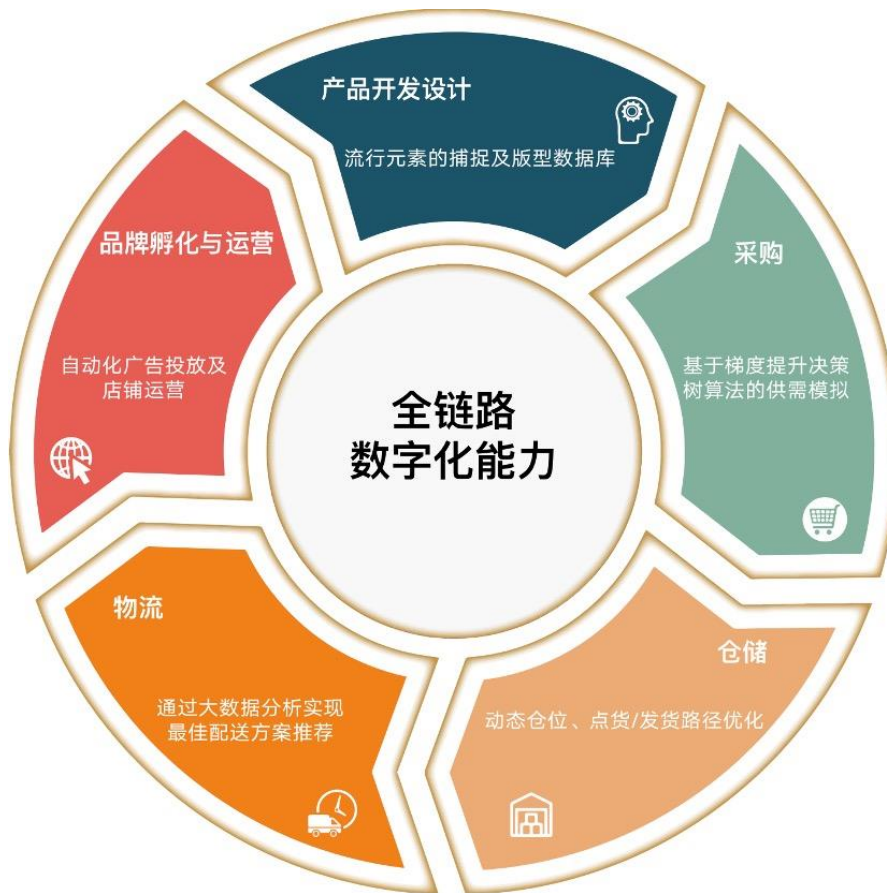 产品开发设计
流行元素的捕捉及版型数据库
采购
基于梯度提升决策
树算法的供需模拟
仓储
动态仓位、点货/发货路径优化
物流
通过大数据分析实现
最佳配送方案推荐
品牌孵化与运营
自动化广告投放及
店铺运营
全链路
数字化能力